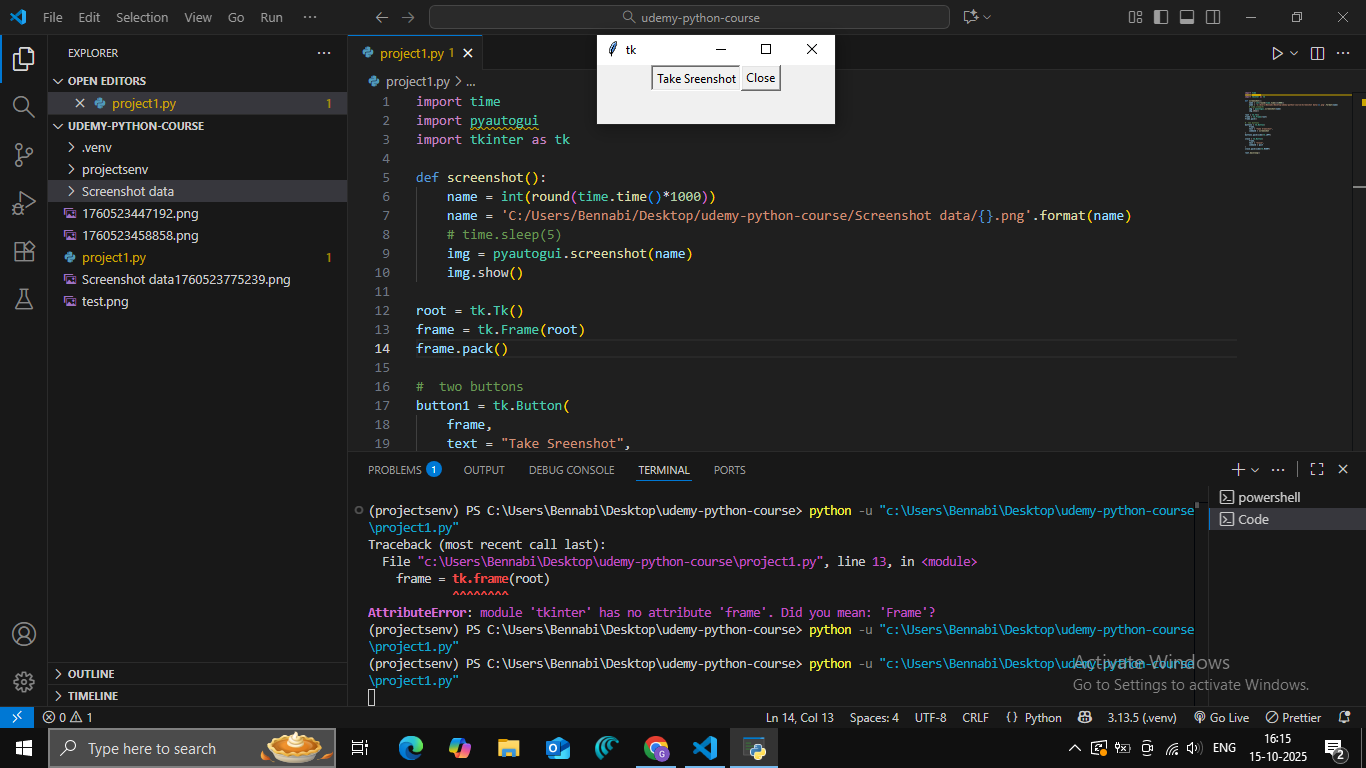 File Edit Selection View Go Run ··· udemy-python-course
EXPLORER ···
OPEN EDITORS
project1.py 1
UDEMY-PYTHON-COURSE
.venv
projectsenv
Screenshot data
1760523447192.png
1760523458858.png
project1.py 1
Screenshot data1760523775239.png
test.png
OUTLINE
TIMELINE
project1.py 1
project1.py > ...
tk
Take Sreenshot Close
1 import time
2 import pyautogui
3 import tkinter as tk
4
5 def screenshot():
6 name = int(round(time.time()*1000))
7 name = 'C:/Users/Bennabi/Desktop/udemy-python-course/Screenshot data/{}.png'.format(name)
8 # time.sleep(5)
9 img = pyautogui.screenshot(name)
10 img.show()
11
12 root = tk.Tk()
13 frame = tk.Frame(root)
14 frame.pack()
15
16 #  two buttons
17 button1 = tk.Button(
18 frame,
19 text = "Take Sreenshot",
PROBLEMS 1 OUTPUT DEBUG CONSOLE TERMINAL PORTS
(projectsenv) PS C:\Users\Bennabi\Desktop\udemy-python-course> python -u "c:\Users\Bennabi\Desktop\udemy-python-course
\project1.py"
Traceback (most recent call last):
File "c:\Users\Bennabi\Desktop\udemy-python-course\project1.py", line 13, in <module>
frame = tk.frame(root)
^^^^^^^^
AttributeError: module 'tkinter' has no attribute 'frame'. Did you mean: 'Frame'?
(projectsenv) PS C:\Users\Bennabi\Desktop\udemy-python-course> python -u "c:\Users\Bennabi\Desktop\udemy-python-course
\project1.py"
(projectsenv) PS C:\Users\Bennabi\Desktop\udemy-python-course> python -u "c:\Users\Bennabi\Desktop\udemy-python-course
\project1.py"
powershell
Code
Activate Windows
Go to Settings to activate Windows.
0 1 Ln 14, Col 13 Spaces: 4 UTF-8 CRLF {} Python 3.13.5 (.venv) Go Live Prettier
Type here to search
ENG
16:15
15-10-2025
2